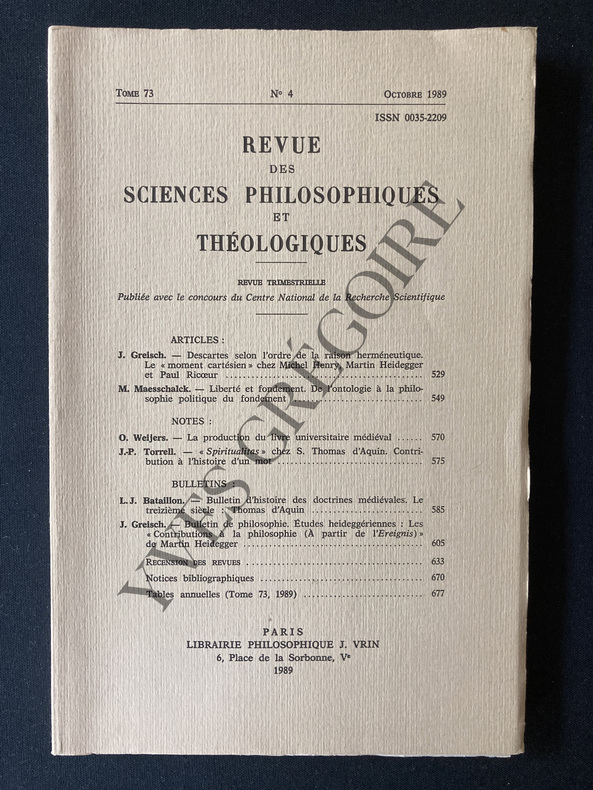 TOME 73 Nº 4 OCTOBRE 1989
ISSN 0035-2209
REVUE
DES
SCIENCES PHILOSOPHIQUES
ET
THÉOLOGIQUES
REVUE TRIMESTRIELLE
Publiée avec le concours du Centre National de la Recherche Scientifique
ARTICLES :
J. Greisch. — Descartes selon l'ordre de la raison herméneutique.
Le « moment cartésien » chez Michel Henry, Martin Heidegger
et Paul Ricœur .......... 529
M. Maesschalck. — Liberté et fondement. De l'ontologie à la philo-
sophie politique du fondement .......... 549
NOTES :
O. Weijers. — La production du livre universitaire médiéval ...... 570
J.-P. Torrell. — « Spiritualitas » chez S. Thomas d'Aquin. Contri-
bution à l'histoire d'un mot .......... 575
BULLETINS :
L.J. Bataillon. — Bulletin d'histoire des doctrines médiévales. Le
treizième siècle : Thomas d'Aquin .......... 585
J. Greisch. — Bulletin de philosophie. Études heideggériennes : Les
« Contributions à la philosophie (À partir de l'Ereignis) »
de Martin Heidegger .......... 605
RECENSION DES REVUES .......... 633
Notices bibliographiques .......... 670
Tables annuelles (Tome 73, 1989) .......... 677
PARIS
LIBRAIRIE PHILOSOPHIQUE J. VRIN
6, Place de la Sorbonne, Vᵉ
1989
YVES GRÉGOIRE